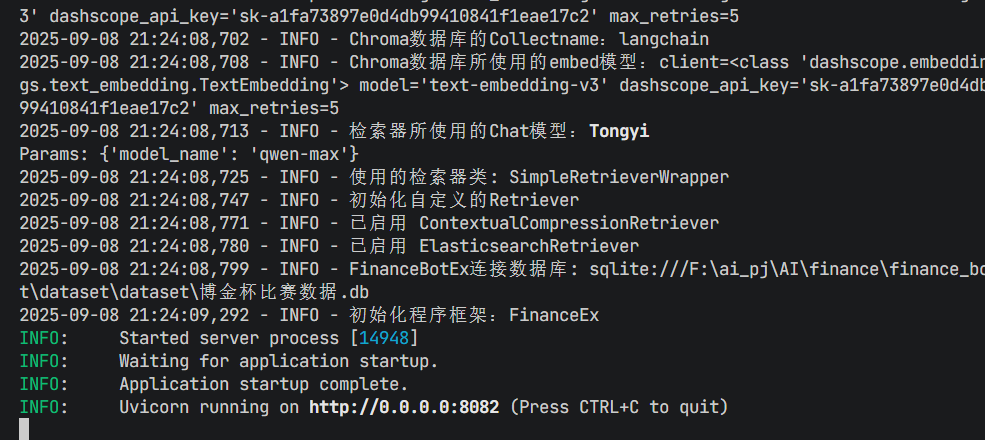 3' dashscope_api_key='sk-a1fa73897e0d4db99410841f1eae17c2' max_retries=5
2025-09-08 21:24:08,702 - INFO - Chroma数据库的Collectname：langchain
2025-09-08 21:24:08,708 - INFO - Chroma数据库所使用的embed模型：client=<class 'dashscope.embeddin
gs.text_embedding.TextEmbedding'> model='text-embedding-v3' dashscope_api_key='sk-a1fa73897e0d4db
99410841f1eae17c2' max_retries=5
2025-09-08 21:24:08,713 - INFO - 检索器所使用的Chat模型：Tongyi
Params: {'model_name': 'qwen-max'}
2025-09-08 21:24:08,725 - INFO - 使用的检索器类: SimpleRetrieverWrapper
2025-09-08 21:24:08,747 - INFO - 初始化自定义的Retriever
2025-09-08 21:24:08,771 - INFO - 已启用 ContextualCompressionRetriever
2025-09-08 21:24:08,780 - INFO - 已启用 ElasticsearchRetriever
2025-09-08 21:24:08,799 - INFO - FinanceBotEx连接数据库: sqlite:///F:\ai_pj\AI\finance\finance_bo
t\dataset\dataset\博金杯比赛数据.db
2025-09-08 21:24:09,292 - INFO - 初始化程序框架：FinanceEx
INFO:     Started server process [14948]
INFO:     Waiting for application startup.
INFO:     Application startup complete.
INFO:     Uvicorn running on http://0.0.0.0:8082 (Press CTRL+C to quit)